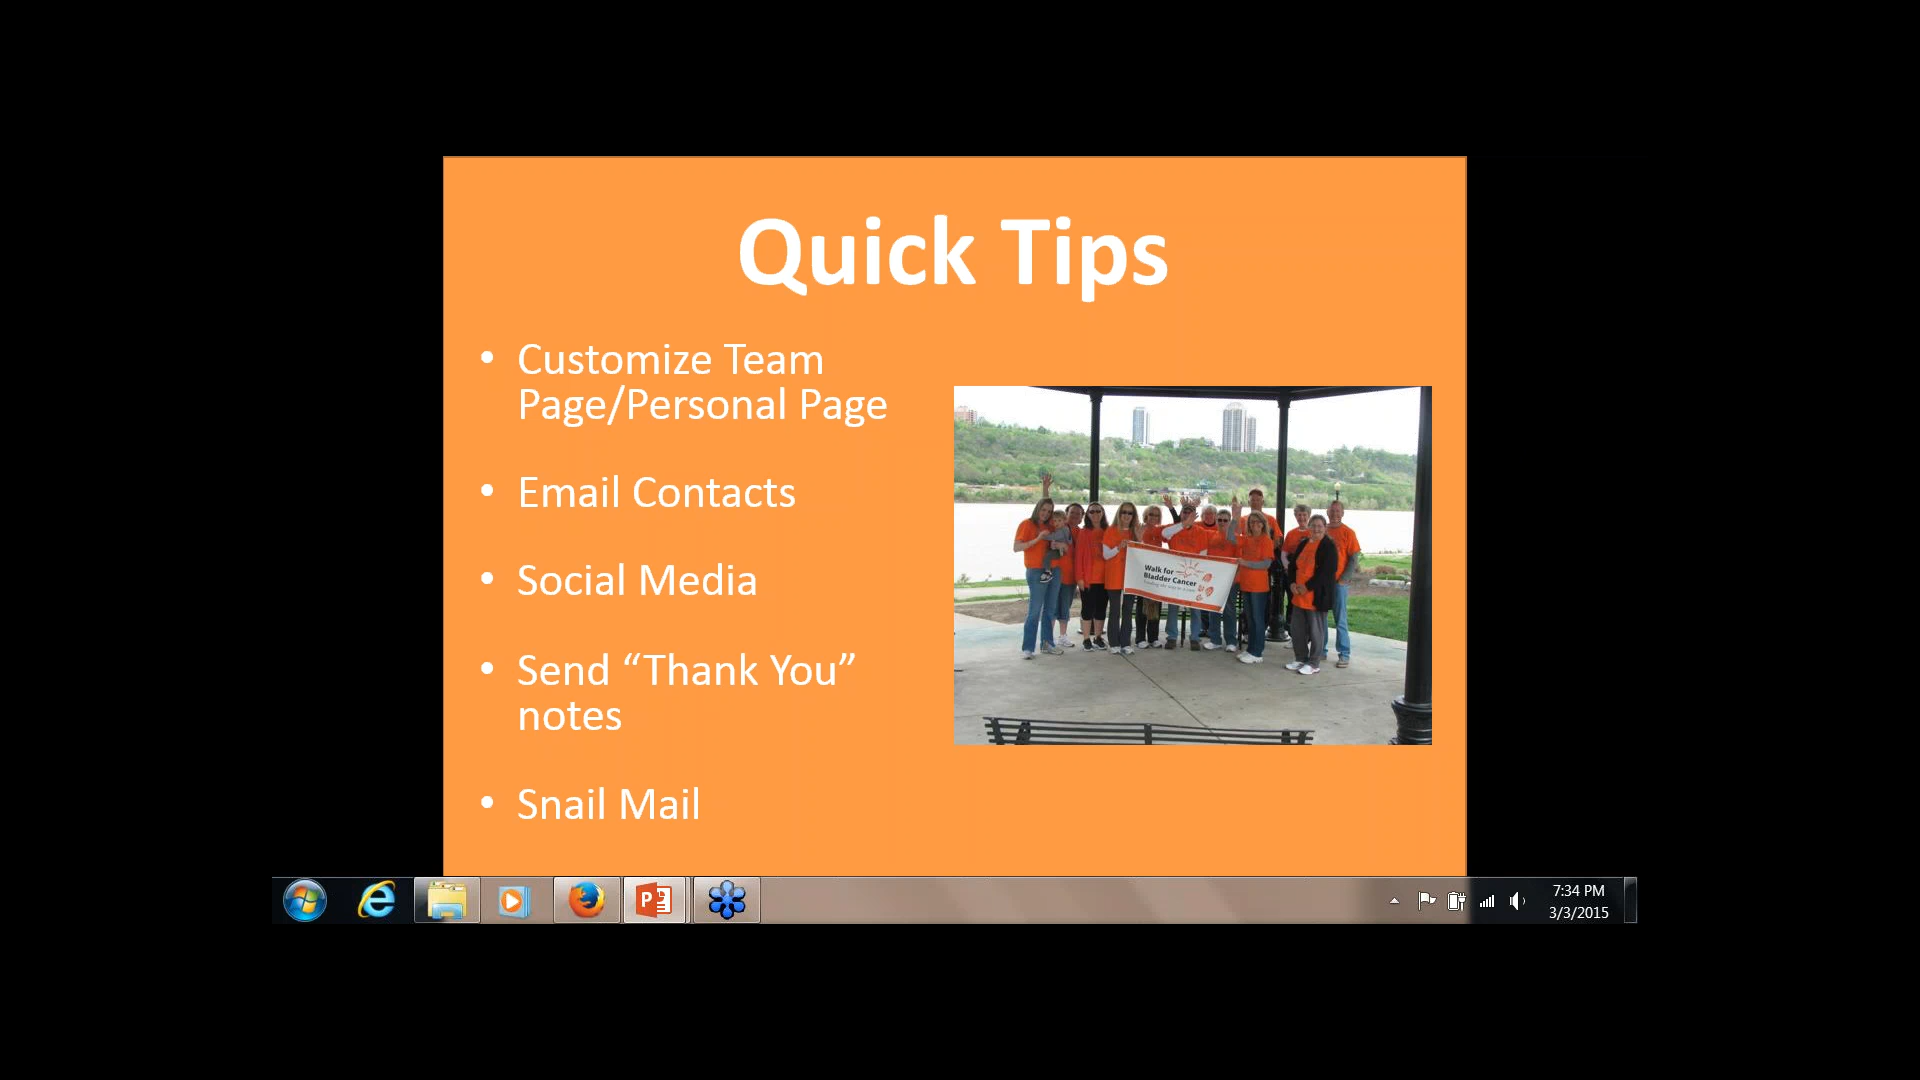 Quick Tips
• Customize Team
Page/Personal Page
• Email Contacts
• Social Media
• Send “Thank You”
notes
• Snail Mail
Walk for
Bladder Cancer
7:34 PM
3/3/2015